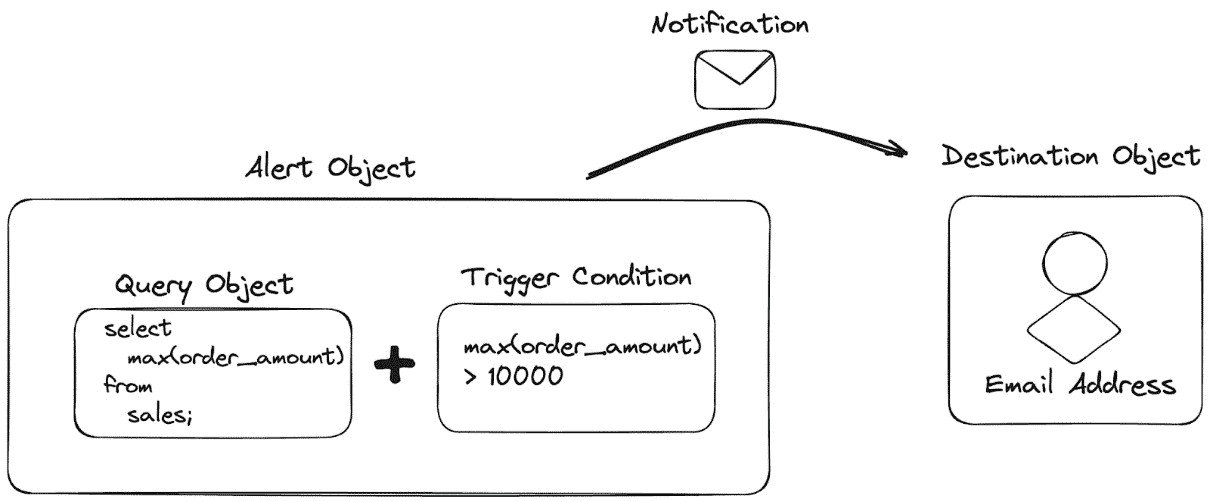 Notification
Alert Object
Destination Object
Query Object
select
max(order_amount)
from
sales;
Trigger Condition
max(order_amount)
> 10000
Email Address